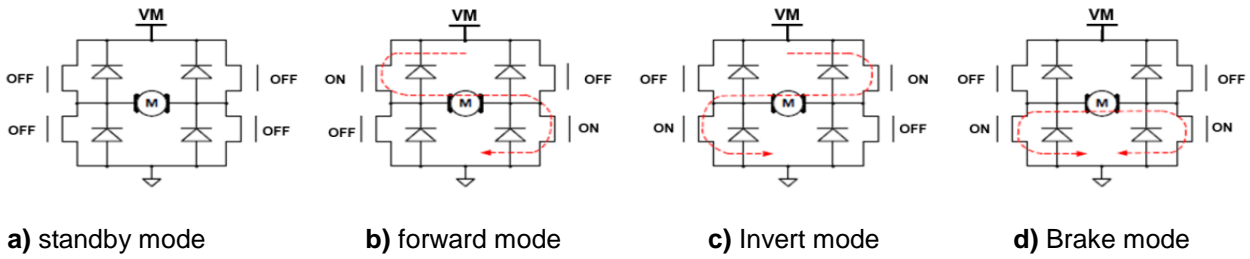 VM VM VM VM
OFF OFF ON OFF OFF ON OFF OFF
M M M M
OFF OFF OFF ON ON OFF ON ON
a) standby mode b) forward mode c) Invert mode d) Brake mode